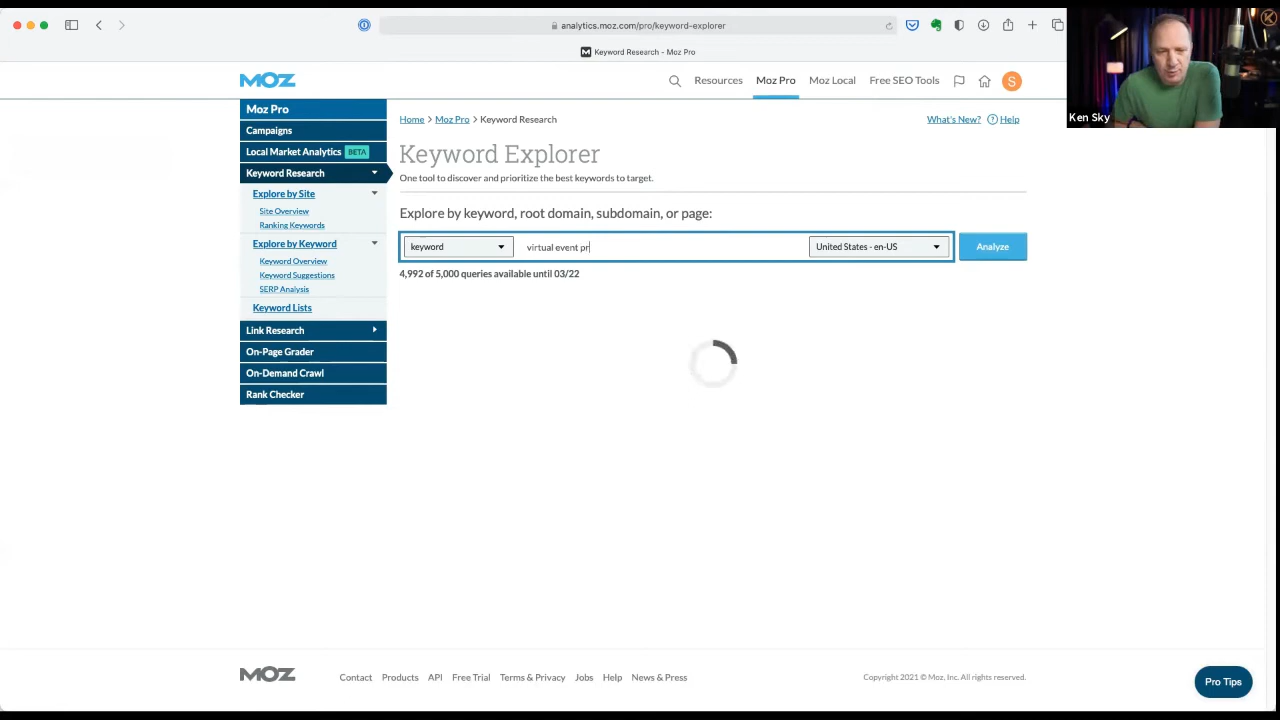 analytics.moz.com/pro/keyword-explorer
M Keyword Research - Moz Pro
Ken Sky
MOZ
Resources
Moz Pro
Moz Local
Free SEO Tools
S
Moz Pro
Campaigns
Local Market Analytics BETA
Keyword Research
Explore by Site
Site Overview
Ranking Keywords
Explore by Keyword
Keyword Overview
Keyword Suggestions
SERP Analysis
Keyword Lists
Link Research
On-Page Grader
On-Demand Crawl
Rank Checker
Home > Moz Pro > Keyword Research
What's New? ? Help
Keyword Explorer
One tool to discover and prioritize the best keywords to target.
Explore by keyword, root domain, subdomain, or page:
keyword
virtual event pr
United States - en-US
Analyze
4,992 of 5,000 queries available until 03/22
MOZ
Contact
Products
API
Free Trial
Terms & Privacy
Jobs
Help
News & Press
Copyright 2021 © Moz, Inc. All rights reserved.
Pro Tips